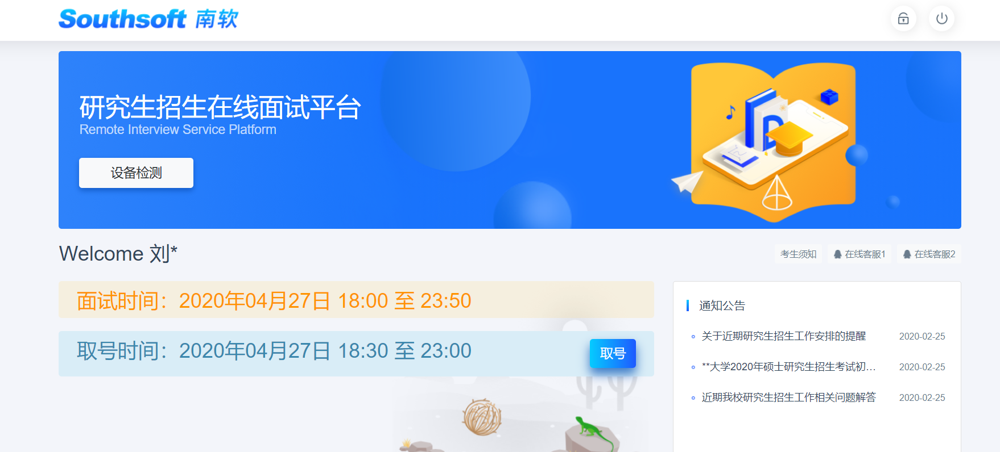 Southsoft 南软
研究生招生在线面试平台
Remote Interview Service Platform
设备检测
Welcome 刘*
考生须知
在线客服1
在线客服2
面试时间：2020年04月27日 18:00 至 23:50
取号时间：2020年04月27日 18:30 至 23:00
取号
通知公告
关于近期研究生招生工作安排的提醒 2020-02-25
**大学2020年硕士研究生招生考试初... 2020-02-25
近期我校研究生招生工作相关问题解答 2020-02-25